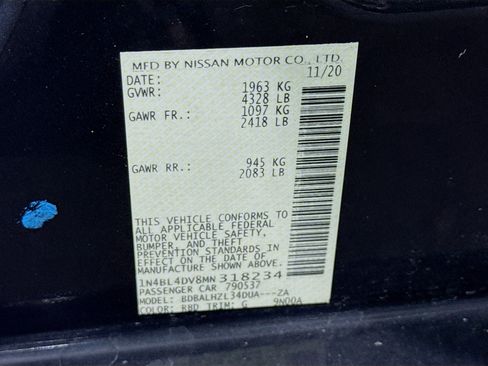 MFD BY NISSAN MOTOR CO., LTD.
DATE: 11/20
GVWR: 1963 KG
4328 LB
GAWR FR.: 1097 KG
2418 LB
GAWR RR.: 945 KG
2083 LB
THIS VEHICLE CONFORMS TO
ALL APPLICABLE FEDERAL
MOTOR VEHICLE SAFETY,
BUMPER, AND THEFT
PREVENTION STANDARDS IN
EFFECT ON THE DATE OF
MANUFACTURE SHOWN ABOVE.
1N4BL4DV8MN318234
PASSENGER CAR 790537
MODEL: BDBALHZL34DUA---ZA
COLOR: RBD TRIM: G 9N00A